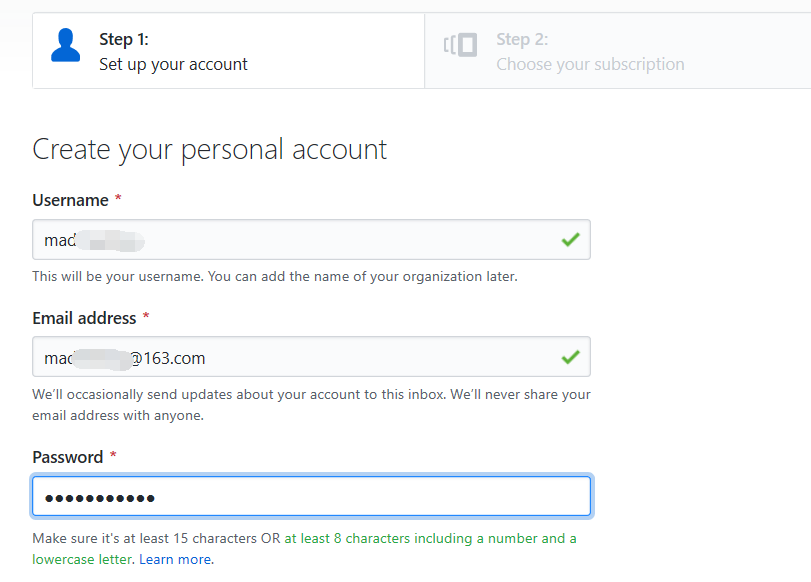 Step 1:
Set up your account
Step 2:
Choose your subscription
Create your personal account
Username *
mad
This will be your username. You can add the name of your organization later.
Email address *
mad @163.com
We'll occasionally send updates about your account to this inbox. We'll never share your
email address with anyone.
Password *
●●●●●●●●●●●
Make sure it's at least 15 characters OR at least 8 characters including a number and a
lowercase letter. Learn more.